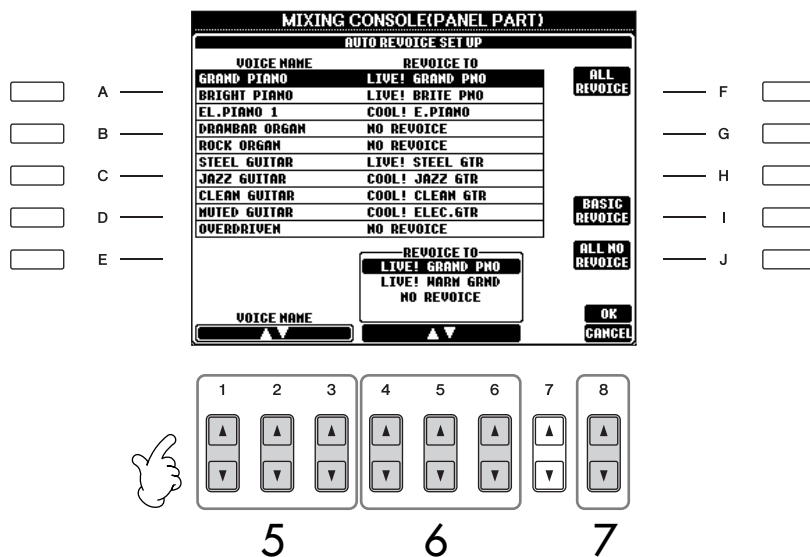 MIXING CONSOLE(PANEL PART)
AUTO REVOICE SET UP
VOICE NAME REVOICE TO
GRAND PIANO LIVE! GRAND PNO
BRIGHT PIANO LIVE! BRITE PNO
EL.PIANO 1 COOL! E.PIANO
DRAWBAR ORGAN NO REVOICE
ROCK ORGAN NO REVOICE
STEEL GUITAR LIVE! STEEL GTR
JAZZ GUITAR COOL! JAZZ GTR
CLEAN GUITAR COOL! CLEAN GTR
MUTED GUITAR COOL! ELEC.GTR
OVERDRIVEN NO REVOICE
ALL
REVOICE
BASIC
REVOICE
ALL NO
REVOICE
REVOICE TO
LIVE! GRAND PNO
LIVE! WARM GRND
NO REVOICE
VOICE NAME
OK
CANCEL
A
B
C
D
E
F
G
H
I
J
1 2 3 4 5 6 7 8
5 6 7